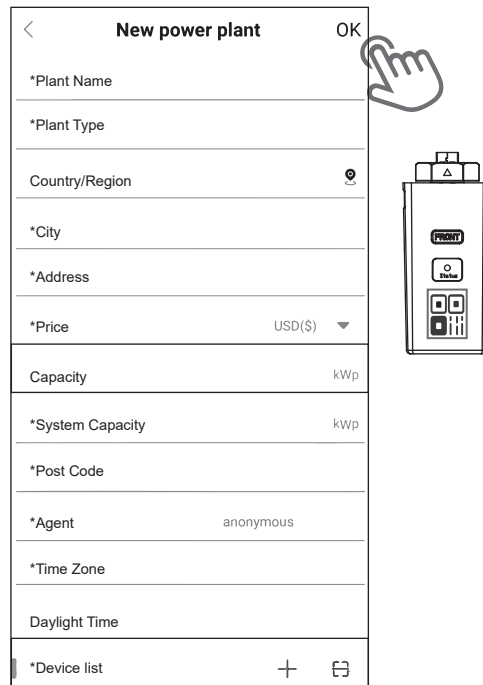 New power plant OK
*Plant Name
*Plant Type
Country/Region
*City
*Address
*Price USD($)
Capacity kWp
*System Capacity kWp
*Post Code
*Agent anonymous
*Time Zone
Daylight Time
*Device list
FRONT
Status